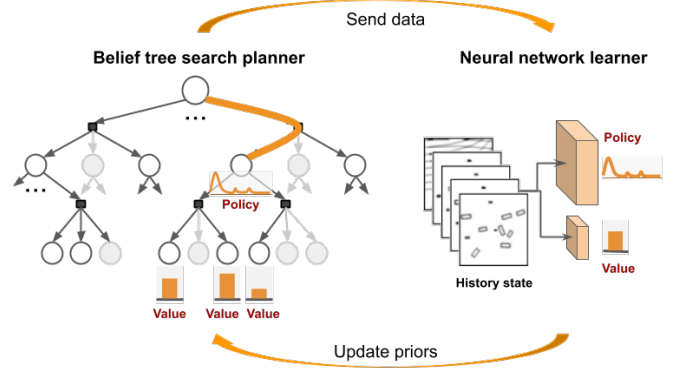 Send data
Belief tree search planner
Neural network learner
...
...
Policy
Policy
History state
Value
Value
Value
Value
Update priors